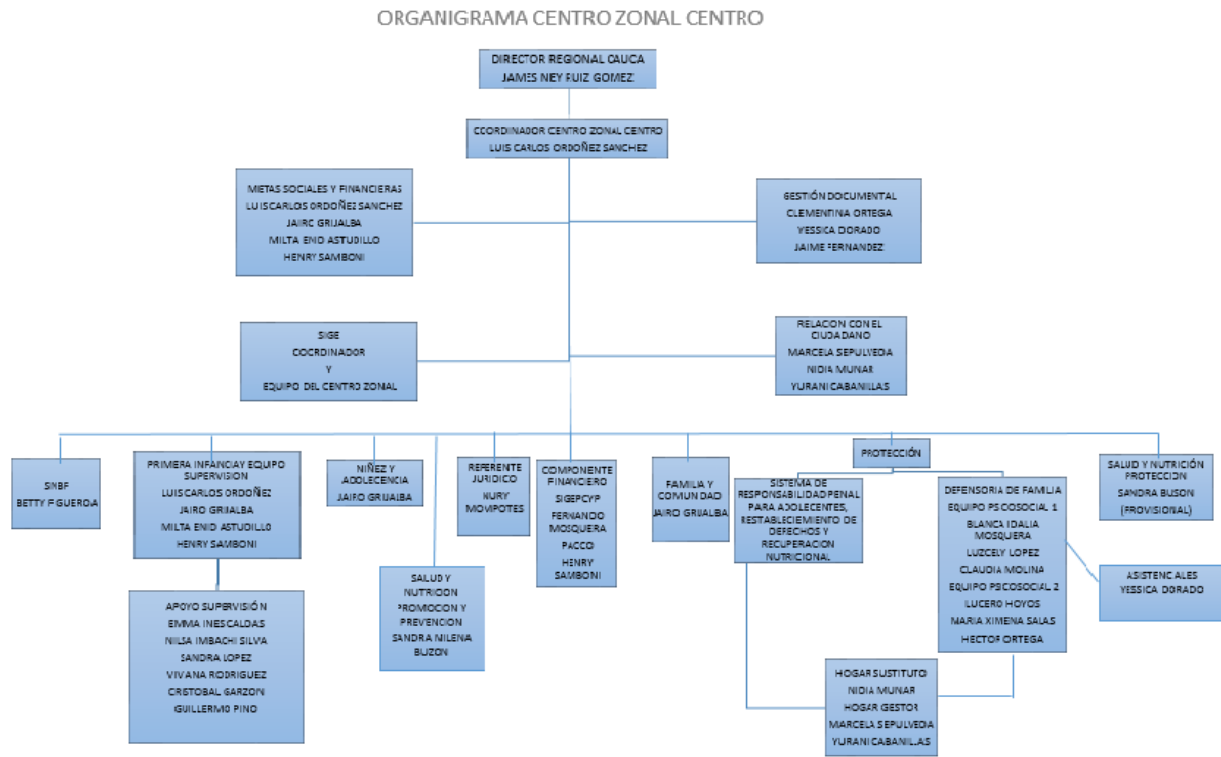 ORGANIGRAMA CENTRO ZONAL CENTRO
DIRECTOR REGIONAL CAUCA
JAMES NEY RUIZ GOMEZ
COORDINADOR CENTRO ZONAL CENTRO
LUIS CARLOS ORDOÑEZ SANCHEZ
METAS SOCIALES Y FINANCIERAS
LUIS CARLOS ORDOÑEZ SANCHEZ
JAIRO GRIJALBA
MILTA ENID ASTUDILLO
HENRY SAMBONI
GESTIÓN DOCUMENTAL
CLEMENTINA ORTEGA
YESSICA DORADO
JAIME FERNANDEZ
SIGE
COORDINADOR
Y
EQUIPO DEL CENTRO ZONAL
RELACION CON EL
CIUDADANO
MARCELA SEPULVEDA
NIDIA MUNAR
YURANI CABANILLAS
SNBF
BETTY FIGUEROA
PRIMERA INFANCIA Y EQUIPO
SUPERVISION
LUIS CARLOS ORDOÑEZ
JAIRO GRIJALBA
MILTA ENID ASTUDILLO
HENRY SAMBONI
APOYO SUPERVISIÓN
EMMA INES CALDAS
NILSA IMBACHI SILVIA
SANDRA LOPEZ
VIVIANA RODRIGUEZ
CRISTOBAL GARZON
GUILLERMO PINO
NIÑEZ Y
ADOLECENCIA
JAIRO GRIJALBA
SALUD Y
NUTRICION
PROMOCION Y
PREVENCION
SANDRA MILENA
BUZON
REFERENTE
JURIDICO
NURY
MOMPOTES
COMPONENTE
FINANCIERO
SIGEPCYP
FERNANDO
MOSQUERA
PACCO
HENRY
SAMBONI
FAMILIA Y
COMUNIDAD
JAIRO GRIJALBA
PROTECCIÓN
SISTEMA DE
RESPONSABILIDAD PENAL
PARA ADOLECENTES,
RESTABLECIEMIENTO DE
DEFECHOS Y
RECUPERACION
NUTRICIONAL
DEFENSORIA DE FAMILIA
EQUIPO PSICOSOCIAL 1
BLANCA IDALIA
MOSQUERA
LUZCELY LOPEZ
CLAUDIA MOLINA
EQUIPO PSICOSOCIAL 2
LUCERO HOYOS
MARIA XIMENA SALAS
HECTOR ORTEGA
HOGAR SUSTITUTO
NIDIA MUNAR
HOGAR GESTOR
MARCELA SEPULVEDA
YURANI CABANILLAS
SALUD Y NUTRICIÓN
PROTECCION
SANDRA BUSON
(PROVISIONAL)
ASISTENCIALES
YESSICA DORADO